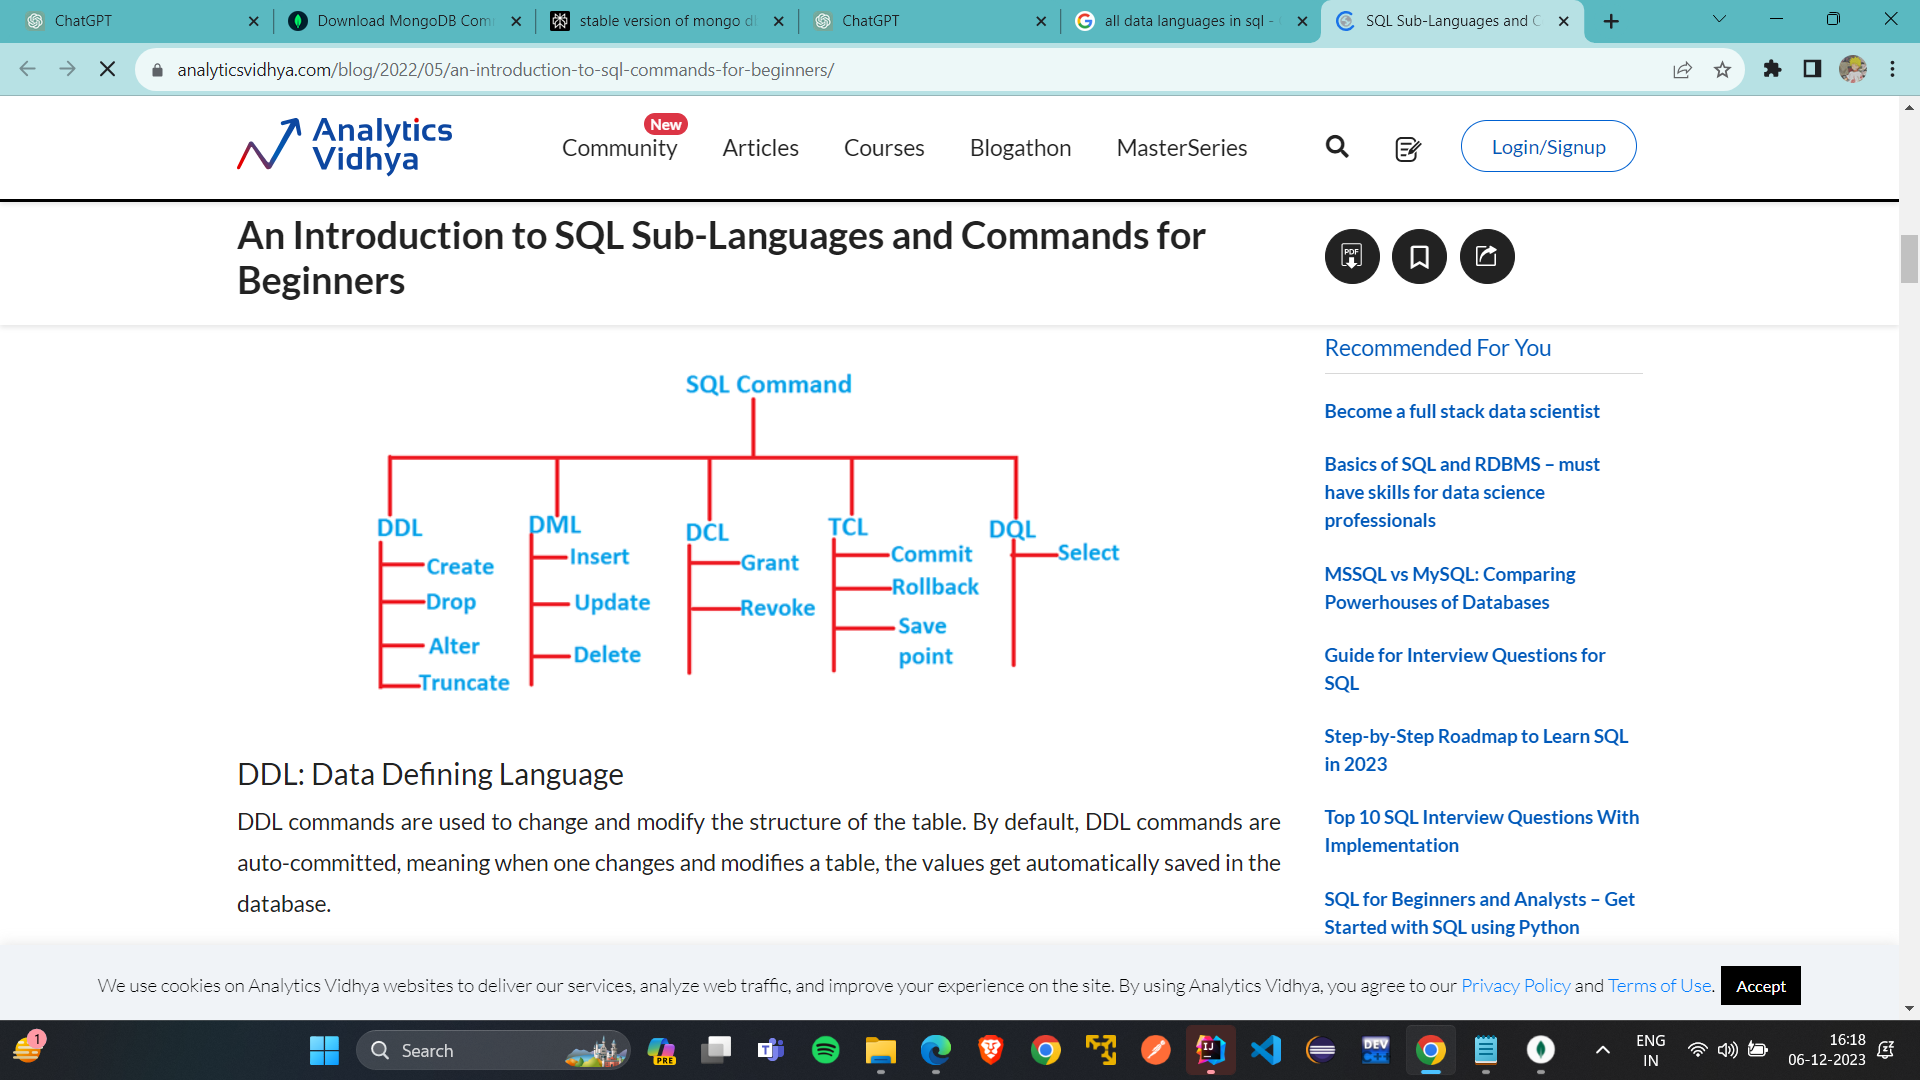 ChatGPT
Download MongoDB Com
stable version of mongo d
ChatGPT
all data languages in sql -
SQL Sub-Languages and C
analyticsvidhya.com/blog/2022/05/an-introduction-to-sql-commands-for-beginners/
Analytics
Vidhya
New
Community
Articles
Courses
Blogathon
MasterSeries
Login/Signup
An Introduction to SQL Sub-Languages and Commands for
Beginners
PDF
Recommended For You
Become a full stack data scientist
Basics of SQL and RDBMS – must
have skills for data science
professionals
MSSQL vs MySQL: Comparing
Powerhouses of Databases
Guide for Interview Questions for
SQL
Step-by-Step Roadmap to Learn SQL
in 2023
Top 10 SQL Interview Questions With
Implementation
SQL for Beginners and Analysts – Get
Started with SQL using Python
SQL Command
DDL
Create
Drop
Alter
Truncate
DML
Insert
Update
Delete
DCL
Grant
Revoke
TCL
Commit
Rollback
Save
point
DQL
Select
DDL: Data Defining Language
DDL commands are used to change and modify the structure of the table. By default, DDL commands are
auto-committed, meaning when one changes and modifies a table, the values get automatically saved in the
database.
We use cookies on Analytics Vidhya websites to deliver our services, analyze web traffic, and improve your experience on the site. By using Analytics Vidhya, you agree to our Privacy Policy and Terms of Use.
Accept
1
Search
PRE
IJ
DEV
C++
ENG
IN
16:18
06-12-2023